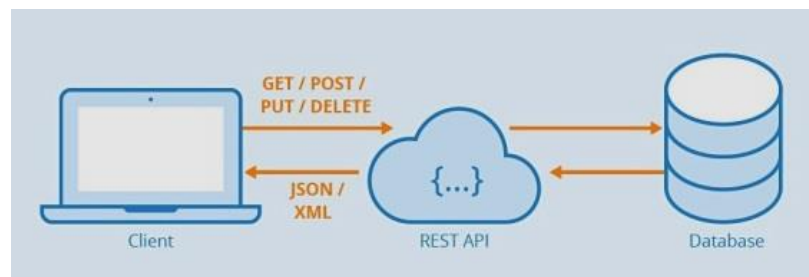 GET / POST /
PUT / DELETE
{...}
JSON /
XML
Client
REST API
Database